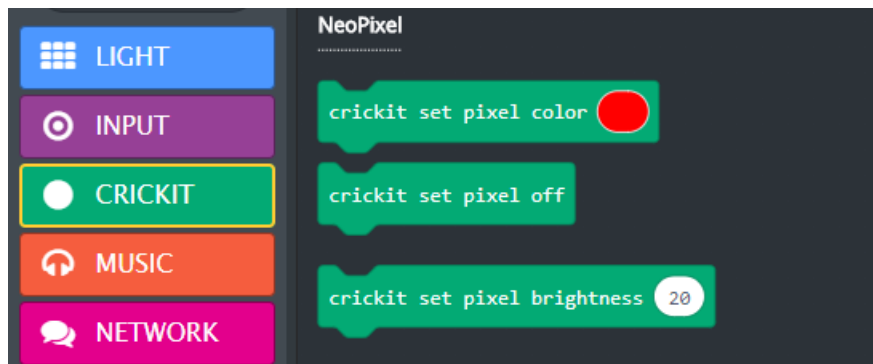 LIGHT
INPUT
CRICKIT
MUSIC
NETWORK
NeoPixel
crickit set pixel color
crickit set pixel off
crickit set pixel brightness 20